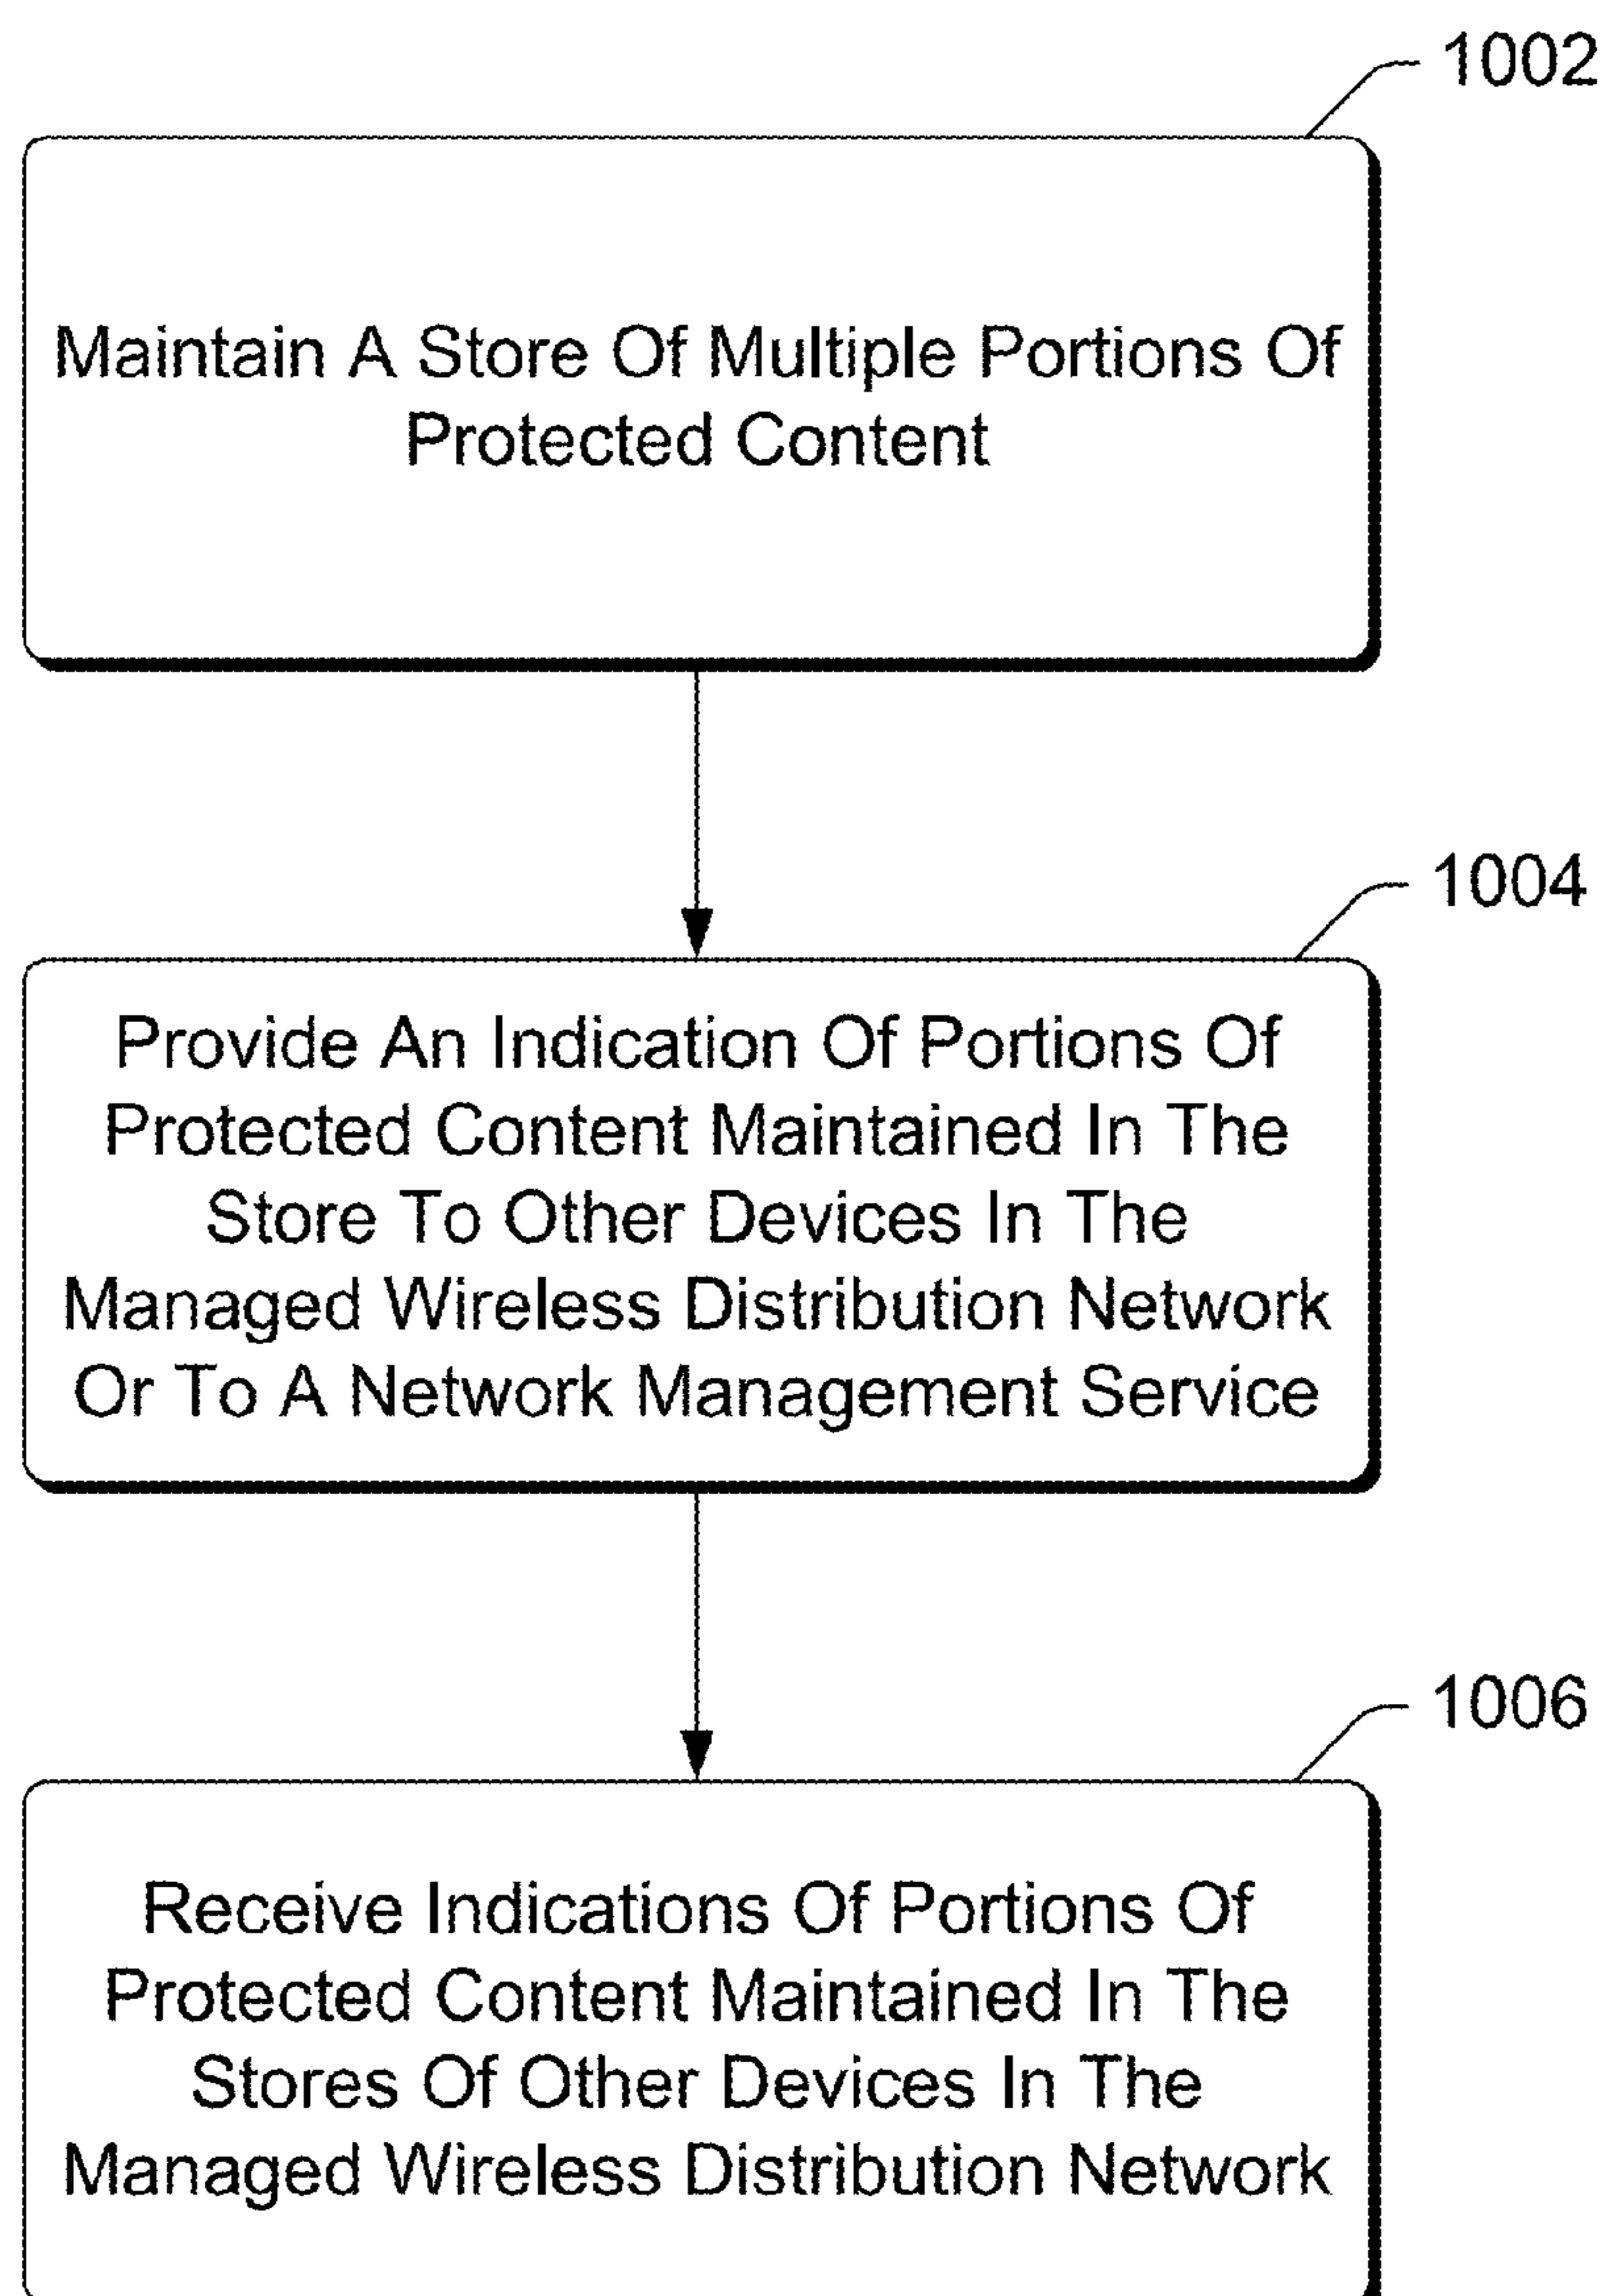 1002
Maintain A Store Of Multiple Portions Of
Protected Content
1004
Provide An Indication Of Portions Of
Protected Content Maintained In The
Store To Other Devices In The
Managed Wireless Distribution Network
Or To A Network Management Service
1006
Receive Indications Of Portions Of
Protected Content Maintained In The
Stores Of Other Devices In The
Managed Wireless Distribution Network